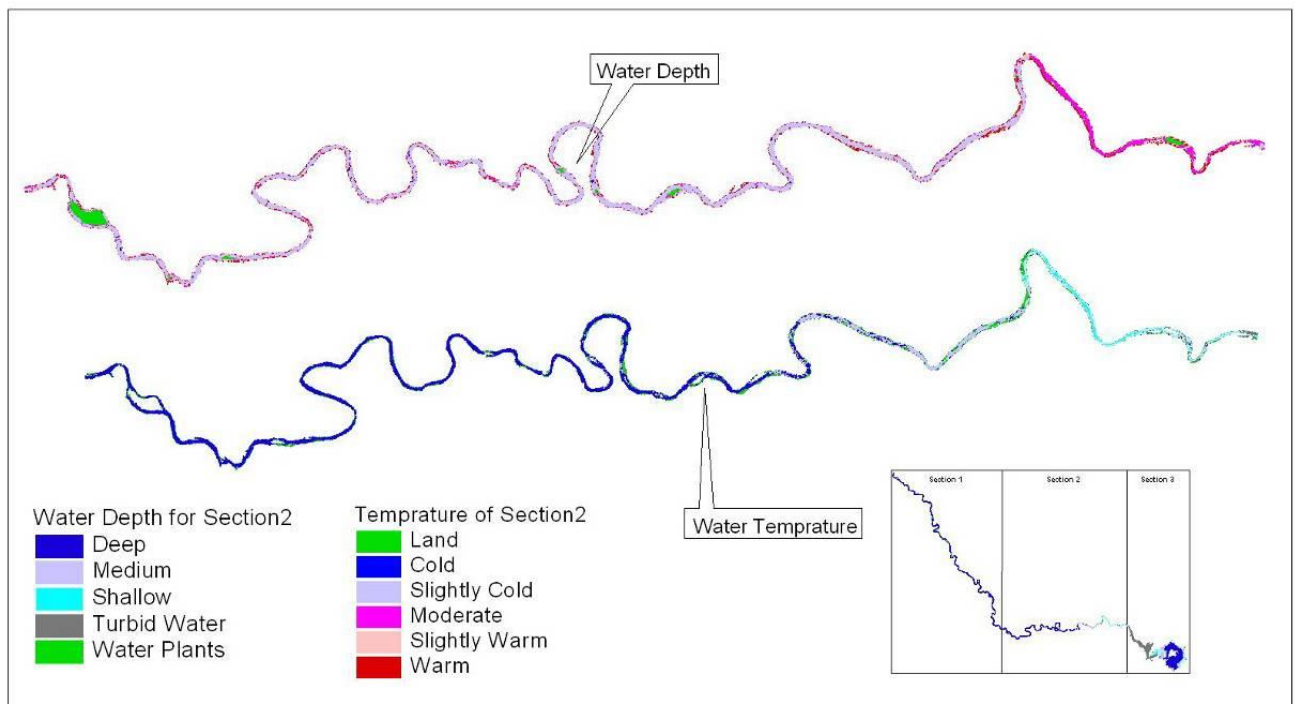 Water Depth
Water Temprature
Section 1
Section 2
Section 3
Water Depth for Section2
Deep
Medium
Shallow
Turbid Water
Water Plants
Temprature of Section2
Land
Cold
Slightly Cold
Moderate
Slightly Warm
Warm